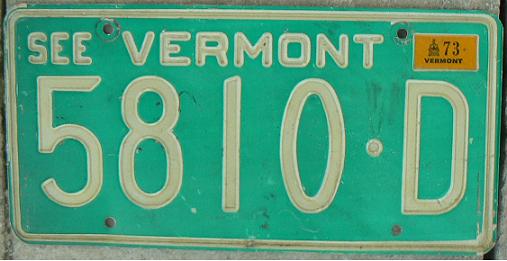 SEE VERMONT
73
VERMONT
5810 D